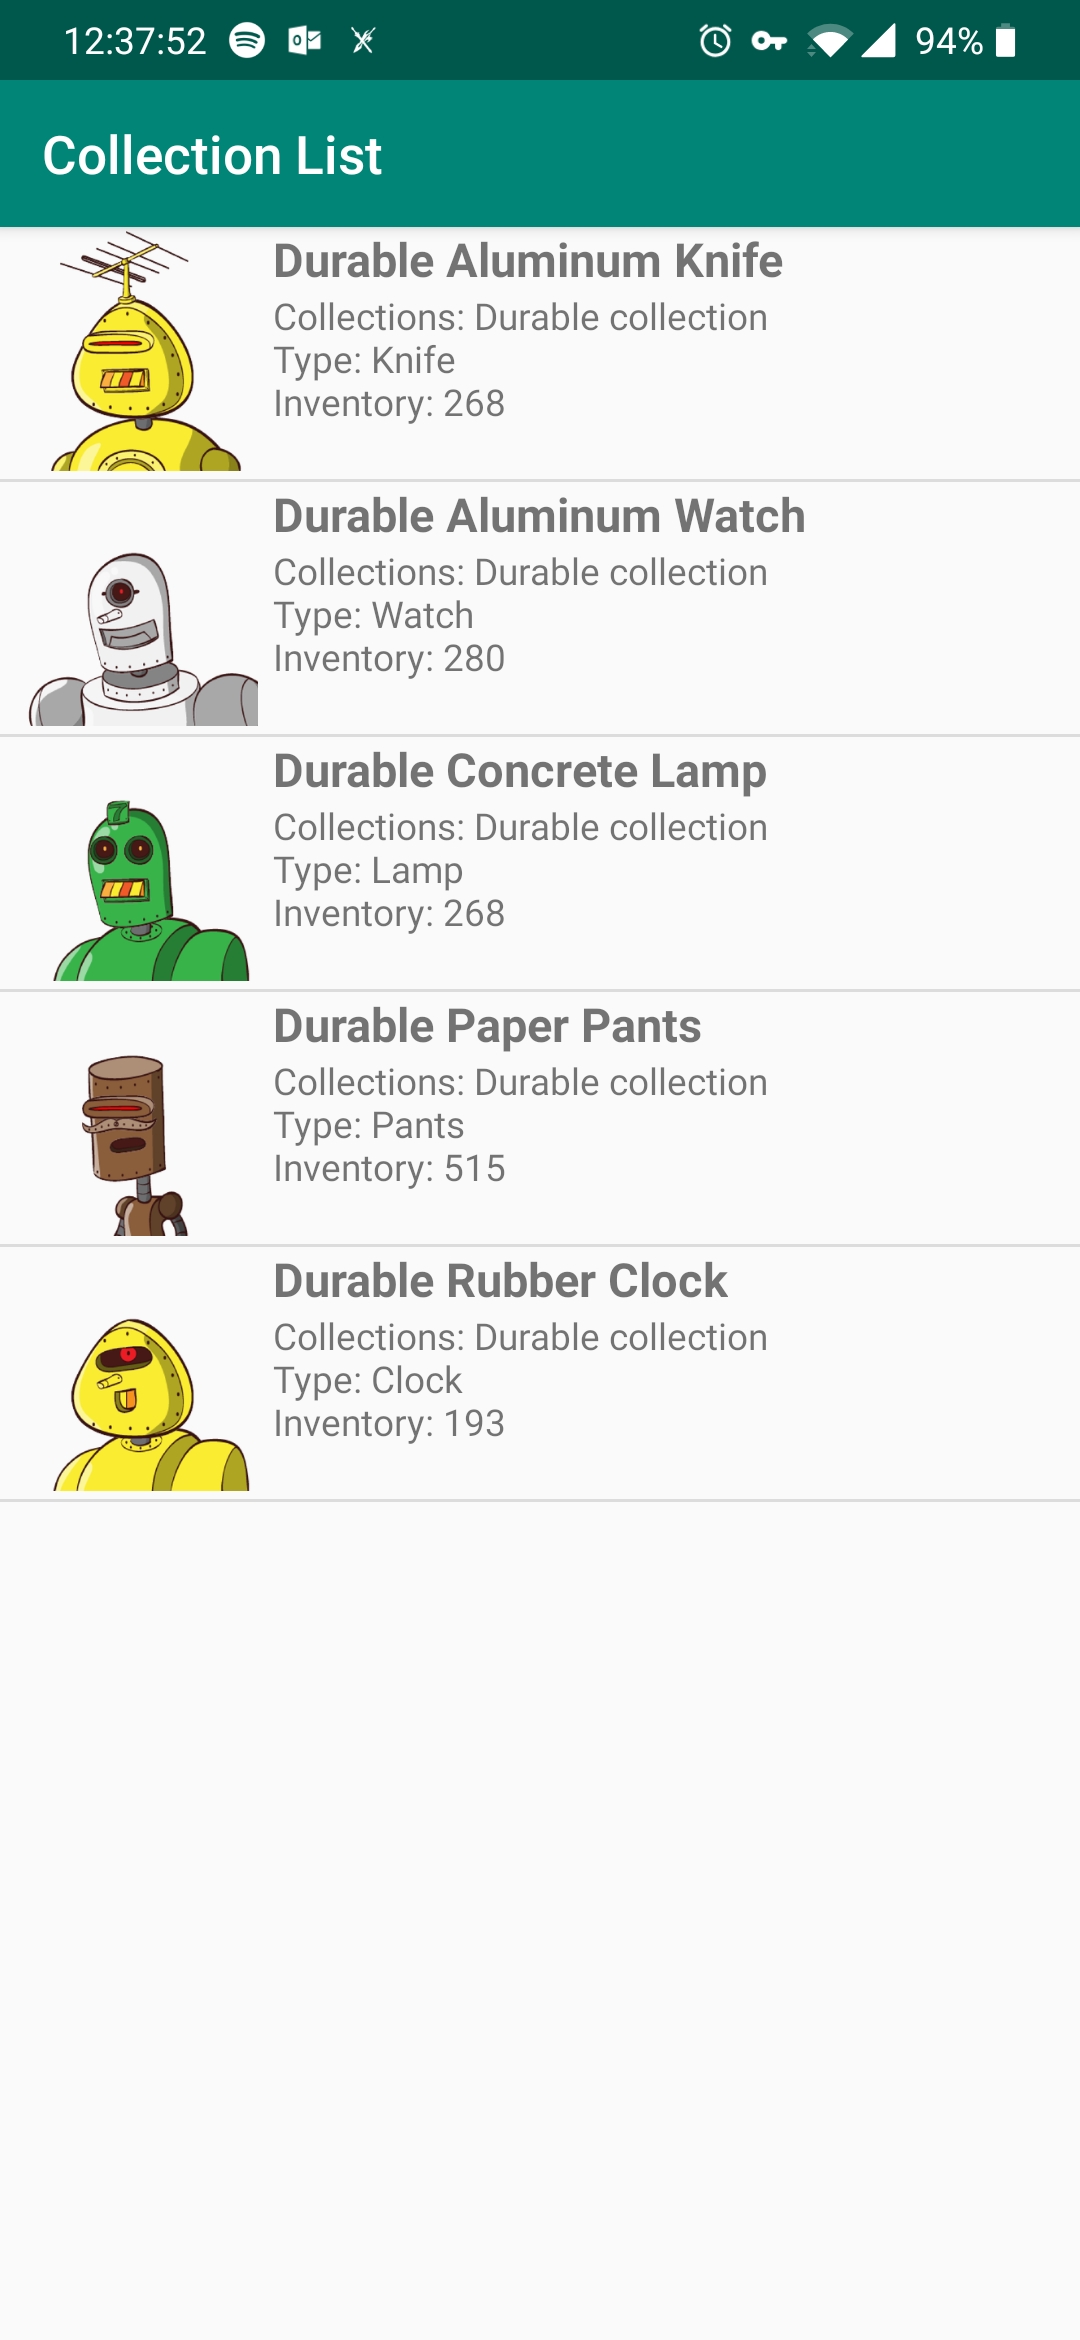 12:37:52 94%
Collection List
Durable Aluminum Knife
Collections: Durable collection
Type: Knife
Inventory: 268
Durable Aluminum Watch
Collections: Durable collection
Type: Watch
Inventory: 280
Durable Concrete Lamp
Collections: Durable collection
Type: Lamp
Inventory: 268
Durable Paper Pants
Collections: Durable collection
Type: Pants
Inventory: 515
Durable Rubber Clock
Collections: Durable collection
Type: Clock
Inventory: 193